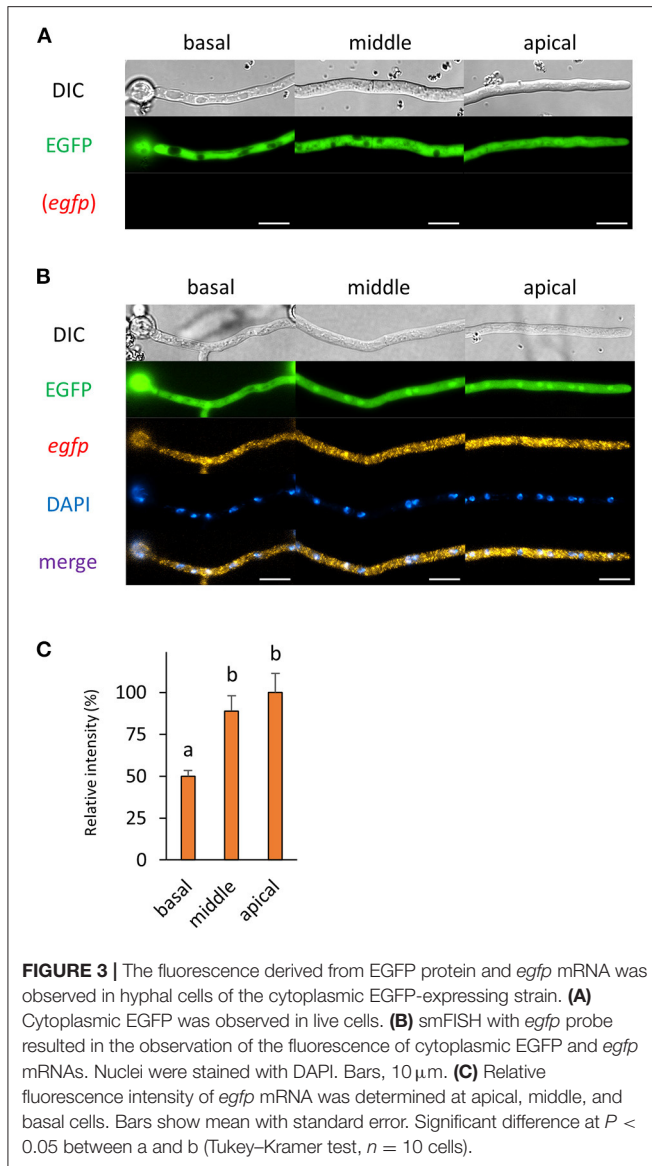 A
basal middle apical
DIC
EGFP
(egfp)
B
basal middle apical
DIC
EGFP
egfp
DAPI
merge
C
Relative intensity (%)
100
75
50
25
0
a
b
b
basal
middle
apical
FIGURE 3 | The fluorescence derived from EGFP protein and egfp mRNA was
observed in hyphal cells of the cytoplasmic EGFP-expressing strain. (A)
Cytoplasmic EGFP was observed in live cells. (B) smFISH with egfp probe
resulted in the observation of the fluorescence of cytoplasmic EGFP and egfp
mRNAs. Nuclei were stained with DAPI. Bars, 10 μm. (C) Relative
fluorescence intensity of egfp mRNA was determined at apical, middle, and
basal cells. Bars show mean with standard error. Significant difference at P <
0.05 between a and b (Tukey–Kramer test, n = 10 cells).